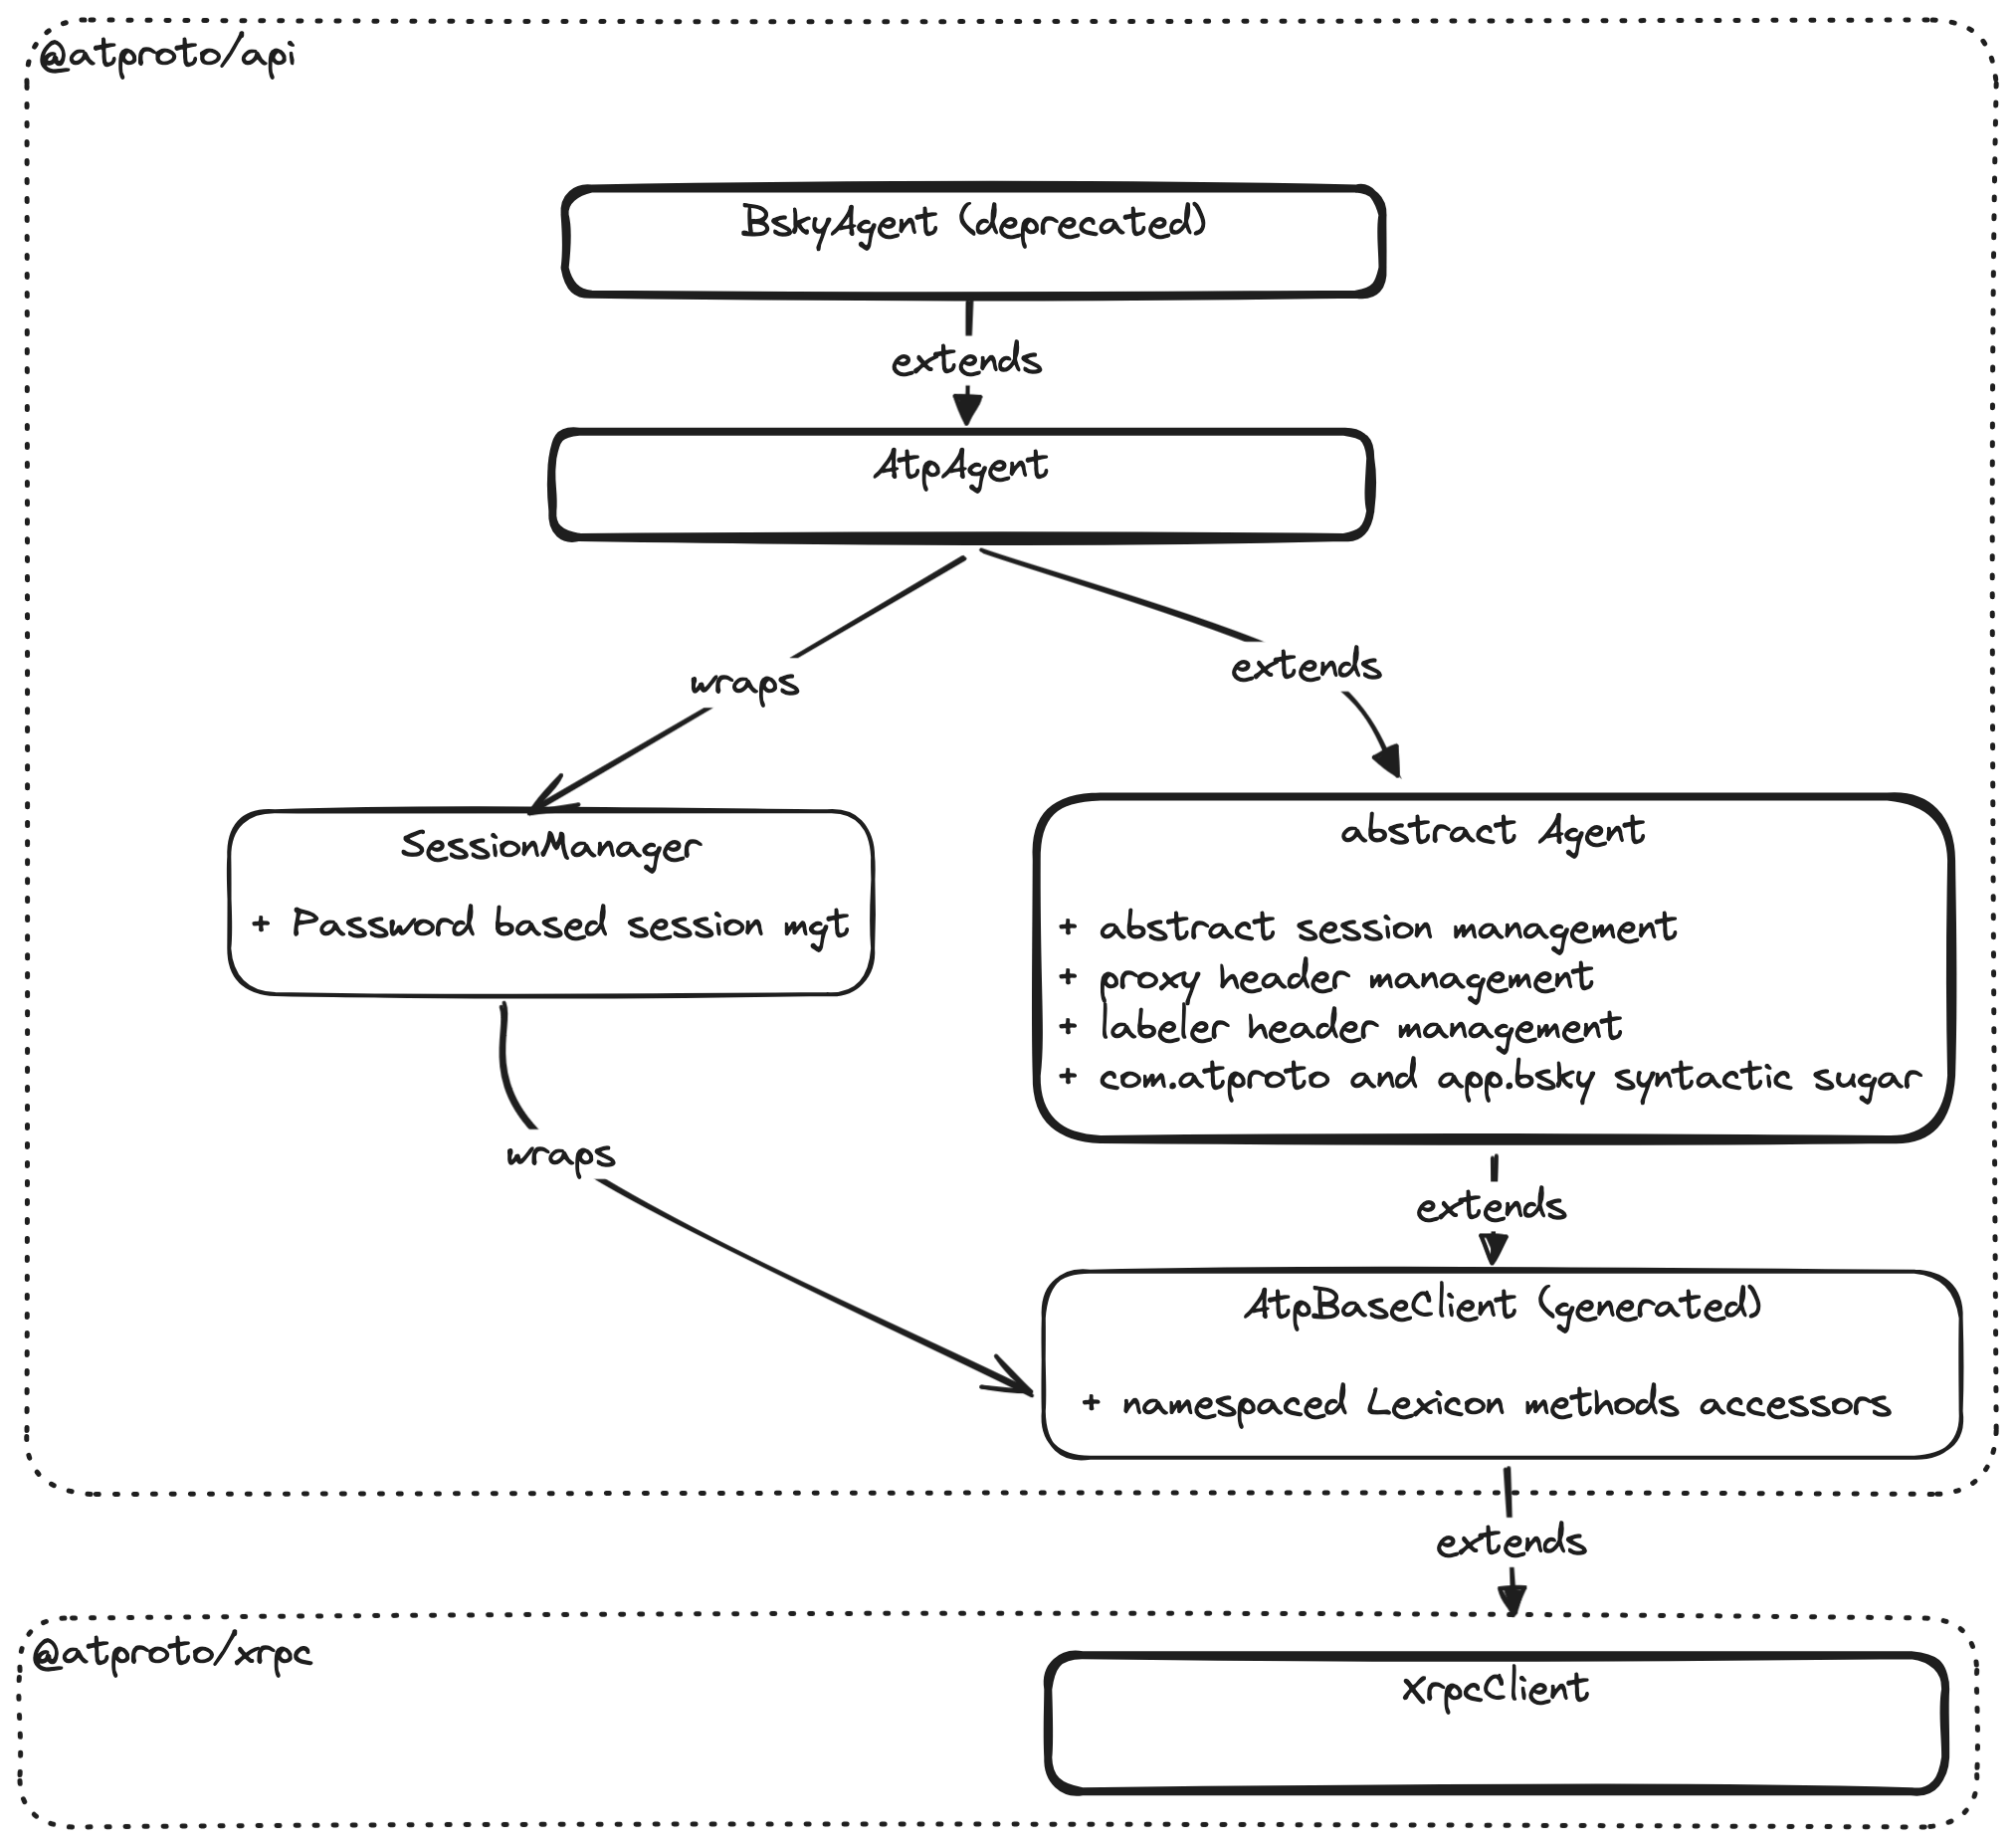 @atproto/api
BskyAgent (deprecated)
extends
AtpAgent
wraps
extends
SessionManager
+ Password based session mgt
abstract Agent
+ abstract session management
+ proxy header management
+ labeler header management
+ com.atproto and app.bsky syntactic sugar
wraps
extends
AtpBaseClient (generated)
+ namespaced Lexicon methods accessors
extends
@atproto/xrpc
XrpcClient